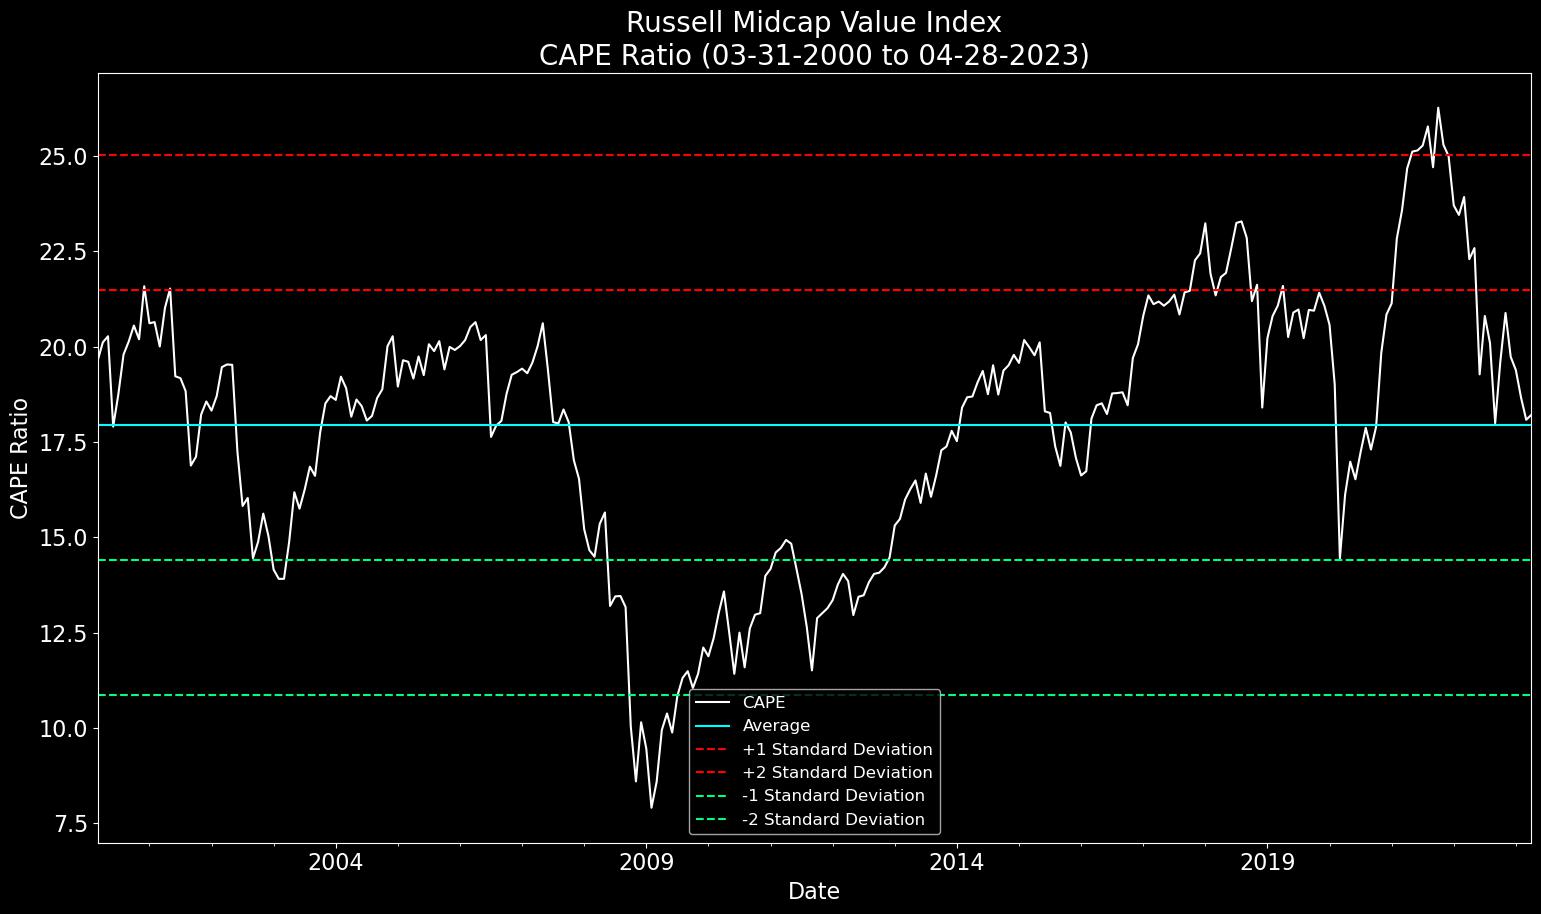 Russell Midcap Value Index
CAPE Ratio (03-31-2000 to 04-28-2023)
CAPE Ratio
25.0
22.5
20.0
17.5
15.0
12.5
10.0
7.5
CAPE
Average
+1 Standard Deviation
+2 Standard Deviation
-1 Standard Deviation
-2 Standard Deviation
2004
2009
2014
2019
Date